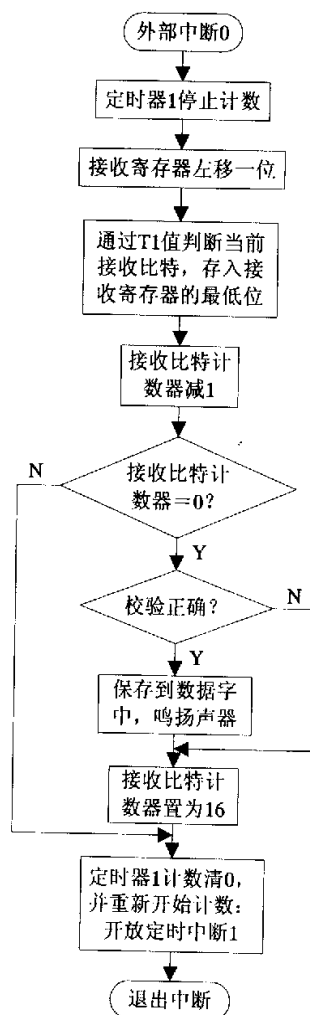 外部中断0
定时器1停止计数
接收寄存器左移一位
通过T1值判断当前
接收比特，存入接
收寄存器的最低位
接收比特计
数器减1
N
接收比特计
数器＝0？
Y
校验正确？
N
Y
保存到数据字
中，鸣扬声器
接收比特计
数器置为16
定时器1计数清0，
并重新开始计数：
开放定时中断1
退出中断